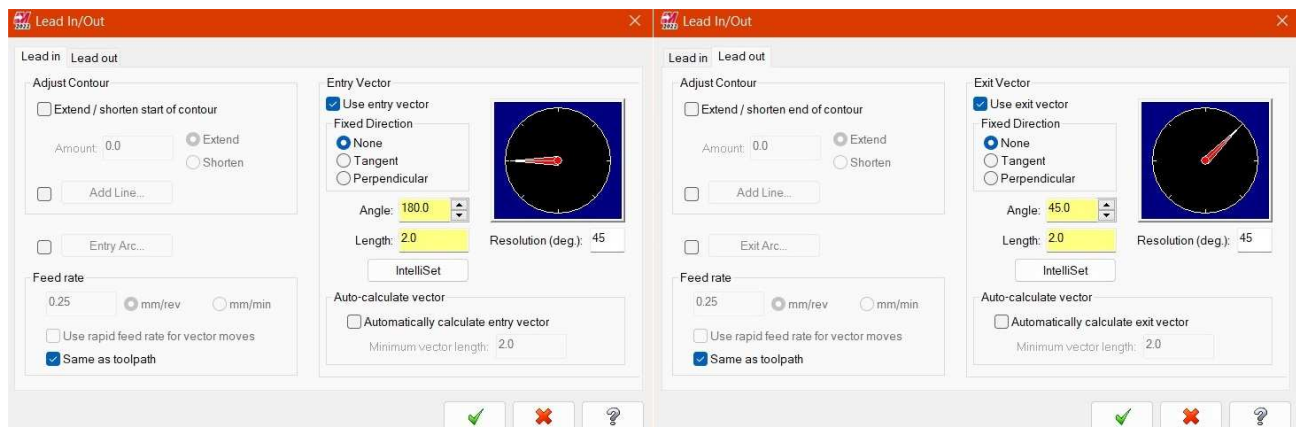 Lead In/Out
Lead in Lead out
Adjust Contour
Extend / shorten start of contour
Amount: 0.0
Extend
Shorten
Add Line...
Entry Arc...
Feed rate
0.25 mm/rev mm/min
Use rapid feed rate for vector moves
Same as toolpath
Entry Vector
Use entry vector
Fixed Direction
None
Tangent
Perpendicular
Angle: 180.0
Length: 2.0 Resolution (deg.): 45
IntelliSet
Auto-calculate vector
Automatically calculate entry vector
Minimum vector length: 2.0
Lead In/Out
Lead in Lead out
Adjust Contour
Extend / shorten end of contour
Amount: 0.0
Extend
Shorten
Add Line...
Exit Arc...
Feed rate
0.25 mm/rev mm/min
Use rapid feed rate for vector moves
Same as toolpath
Exit Vector
Use exit vector
Fixed Direction
None
Tangent
Perpendicular
Angle: 45.0
Length: 2.0 Resolution (deg.): 45
IntelliSet
Auto-calculate vector
Automatically calculate exit vector
Minimum vector length: 2.0